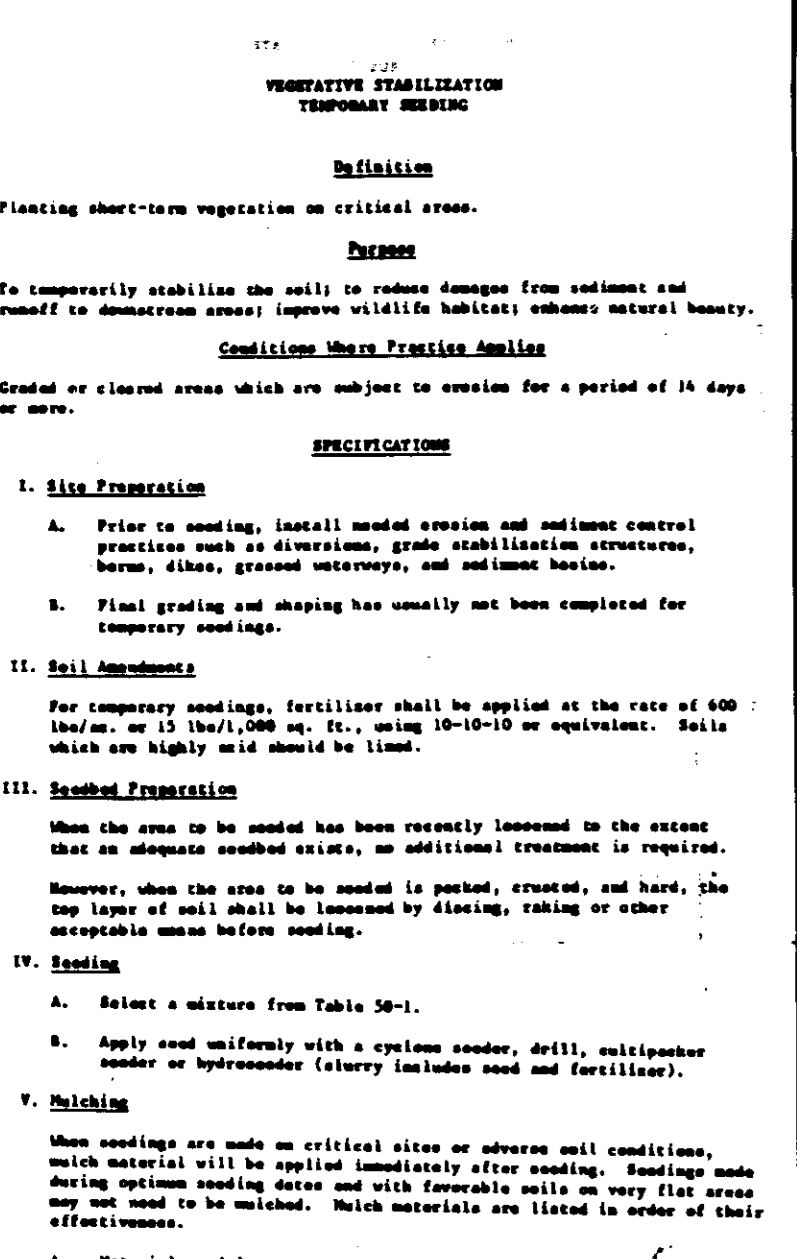 VEGETATIVE STABILIZATION
TEMPORARY SEEDING
Definition
Planting short-term vegetation on critical areas.
Purpose
To temporarily stabilize the soil; to reduce damages from sediment and
runoff to downstream areas; improve wildlife habitat; enhance natural beauty.
Conditions Where Practice Applies
Graded or cleared areas which are subject to erosion for a period of 14 days
or more.
SPECIFICATIONS
I. Site Preparation
A. Prior to seeding, install needed erosion and sediment control
practices such as diversions, grade stabilization structures,
berms, dikes, grassed waterways, and sediment basins.
B. Final grading and shaping has usually not been completed for
temporary seedings.
II. Soil Amendments
For temporary seedings, fertilizer shall be applied at the rate of 600
lbs/ac. or 15 lbs/1,000 sq. ft., using 10-10-10 or equivalent. Soils
which are highly acid should be limed.
III. Seedbed Preparation
When the area to be seeded has been recently loosened to the extent
that an adequate seedbed exists, no additional treatment is required.
However, when the area to be seeded is packed, crusted, and hard, the
top layer of soil shall be loosened by discing, raking or other
acceptable means before seeding.
IV. Seeding
A. Select a mixture from Table 50-1.
B. Apply seed uniformly with a cyclone seeder, drill, cultipacker
seeder or hydroseeder (slurry includes seed and fertilizer).
V. Mulching
When seedings are made on critical sites or adverse soil conditions,
mulch material will be applied immediately after seeding. Seedings made
during optimum seeding dates and with favorable soils on very flat areas
may not need to be mulched. Mulch materials are listed in order of their
effectiveness.